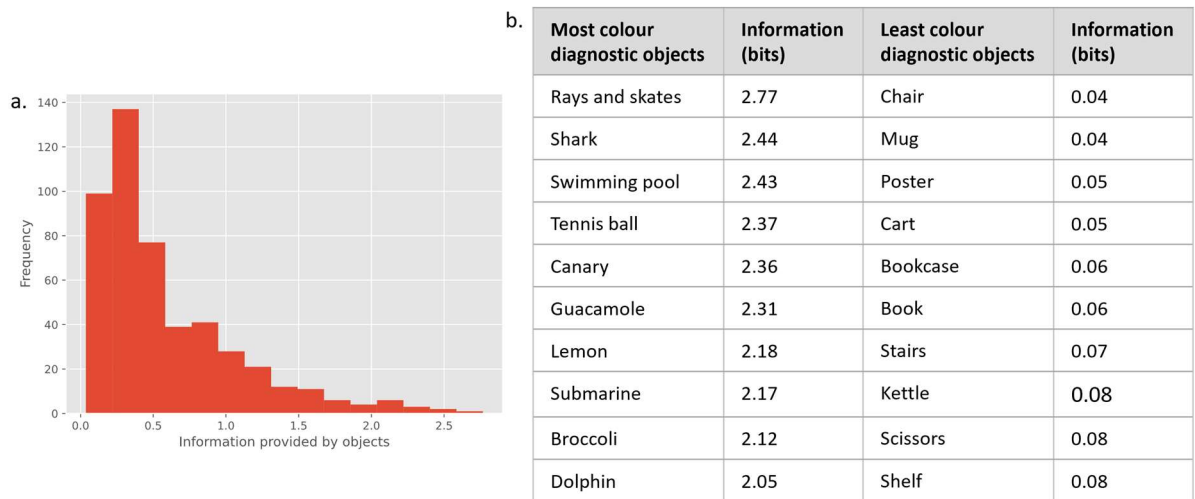 a.
140
120
100
80
60
40
20
0
Frequency
0.0 0.5 1.0 1.5 2.0 2.5
Information provided by objects
b.
Most colour diagnostic objects Information (bits) Least colour diagnostic objects Information (bits)
Rays and skates 2.77 Chair 0.04
Shark 2.44 Mug 0.04
Swimming pool 2.43 Poster 0.05
Tennis ball 2.37 Cart 0.05
Canary 2.36 Bookcase 0.06
Guacamole 2.31 Book 0.06
Lemon 2.18 Stairs 0.07
Submarine 2.17 Kettle 0.08
Broccoli 2.12 Scissors 0.08
Dolphin 2.05 Shelf 0.08